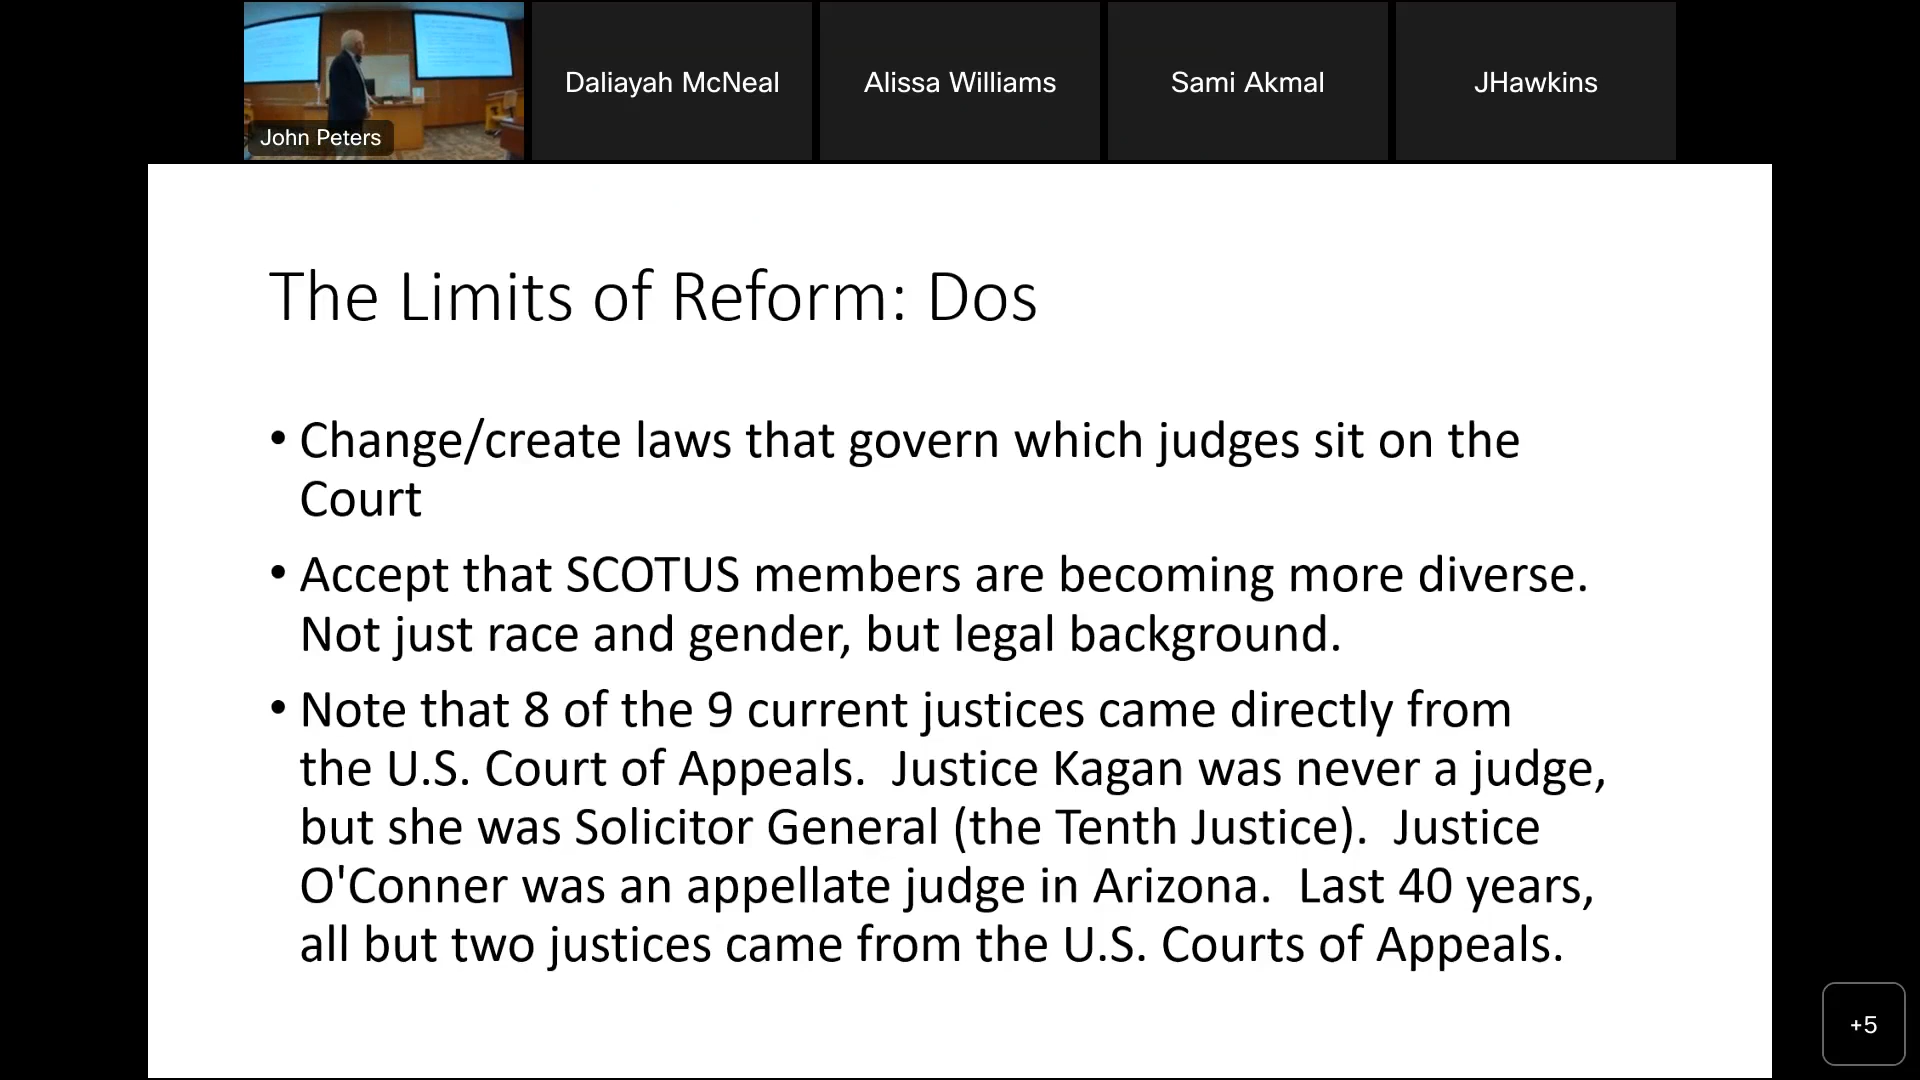 John Peters
Daliayah McNeal
Alissa Williams
Sami Akmal
JHawkins
The Limits of Reform: Dos
• Change/create laws that govern which judges sit on the
Court
• Accept that SCOTUS members are becoming more diverse.
Not just race and gender, but legal background.
• Note that 8 of the 9 current justices came directly from
the U.S. Court of Appeals.  Justice Kagan was never a judge,
but she was Solicitor General (the Tenth Justice).  Justice
O'Conner was an appellate judge in Arizona.  Last 40 years,
all but two justices came from the U.S. Courts of Appeals.
+5